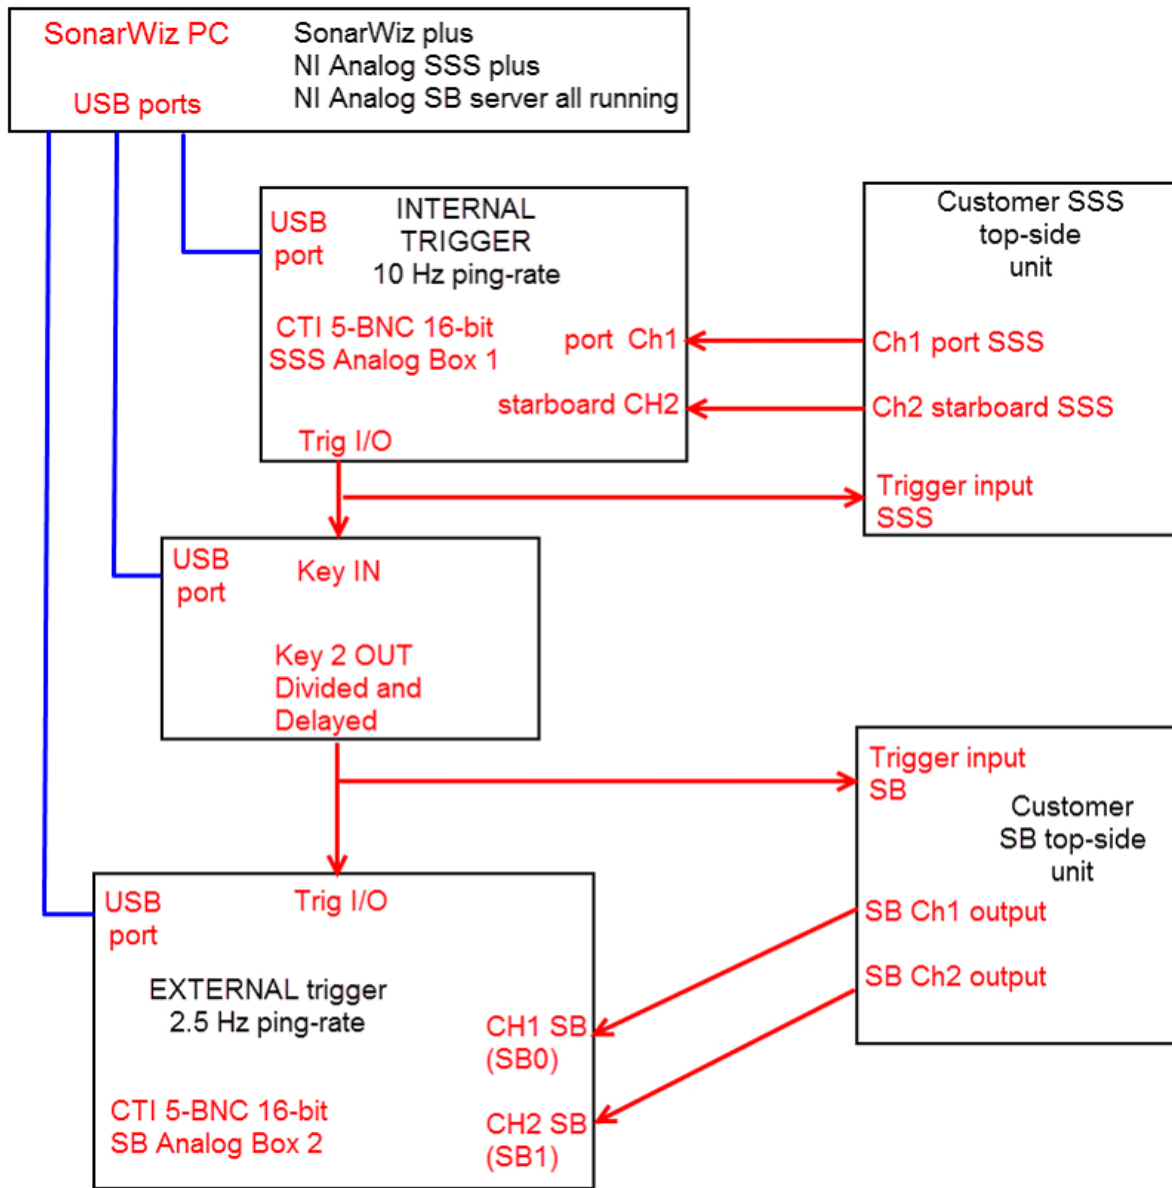 SonarWiz PC
USB ports
SonarWiz plus
NI Analog SSS plus
NI Analog SB server all running
USB
port
INTERNAL
TRIGGER
10 Hz ping-rate
CTI 5-BNC 16-bit
SSS Analog Box 1
port Ch1
starboard CH2
Trig I/O
Customer SSS
top-side
unit
Ch1 port SSS
Ch2 starboard SSS
Trigger input
SSS
USB
port
Key IN
Key 2 OUT
Divided and
Delayed
Trigger input
SB
Customer
SB top-side
unit
SB Ch1 output
SB Ch2 output
USB
port
Trig I/O
EXTERNAL trigger
2.5 Hz ping-rate
CH1 SB
(SB0)
CTI 5-BNC 16-bit
SB Analog Box 2
CH2 SB
(SB1)